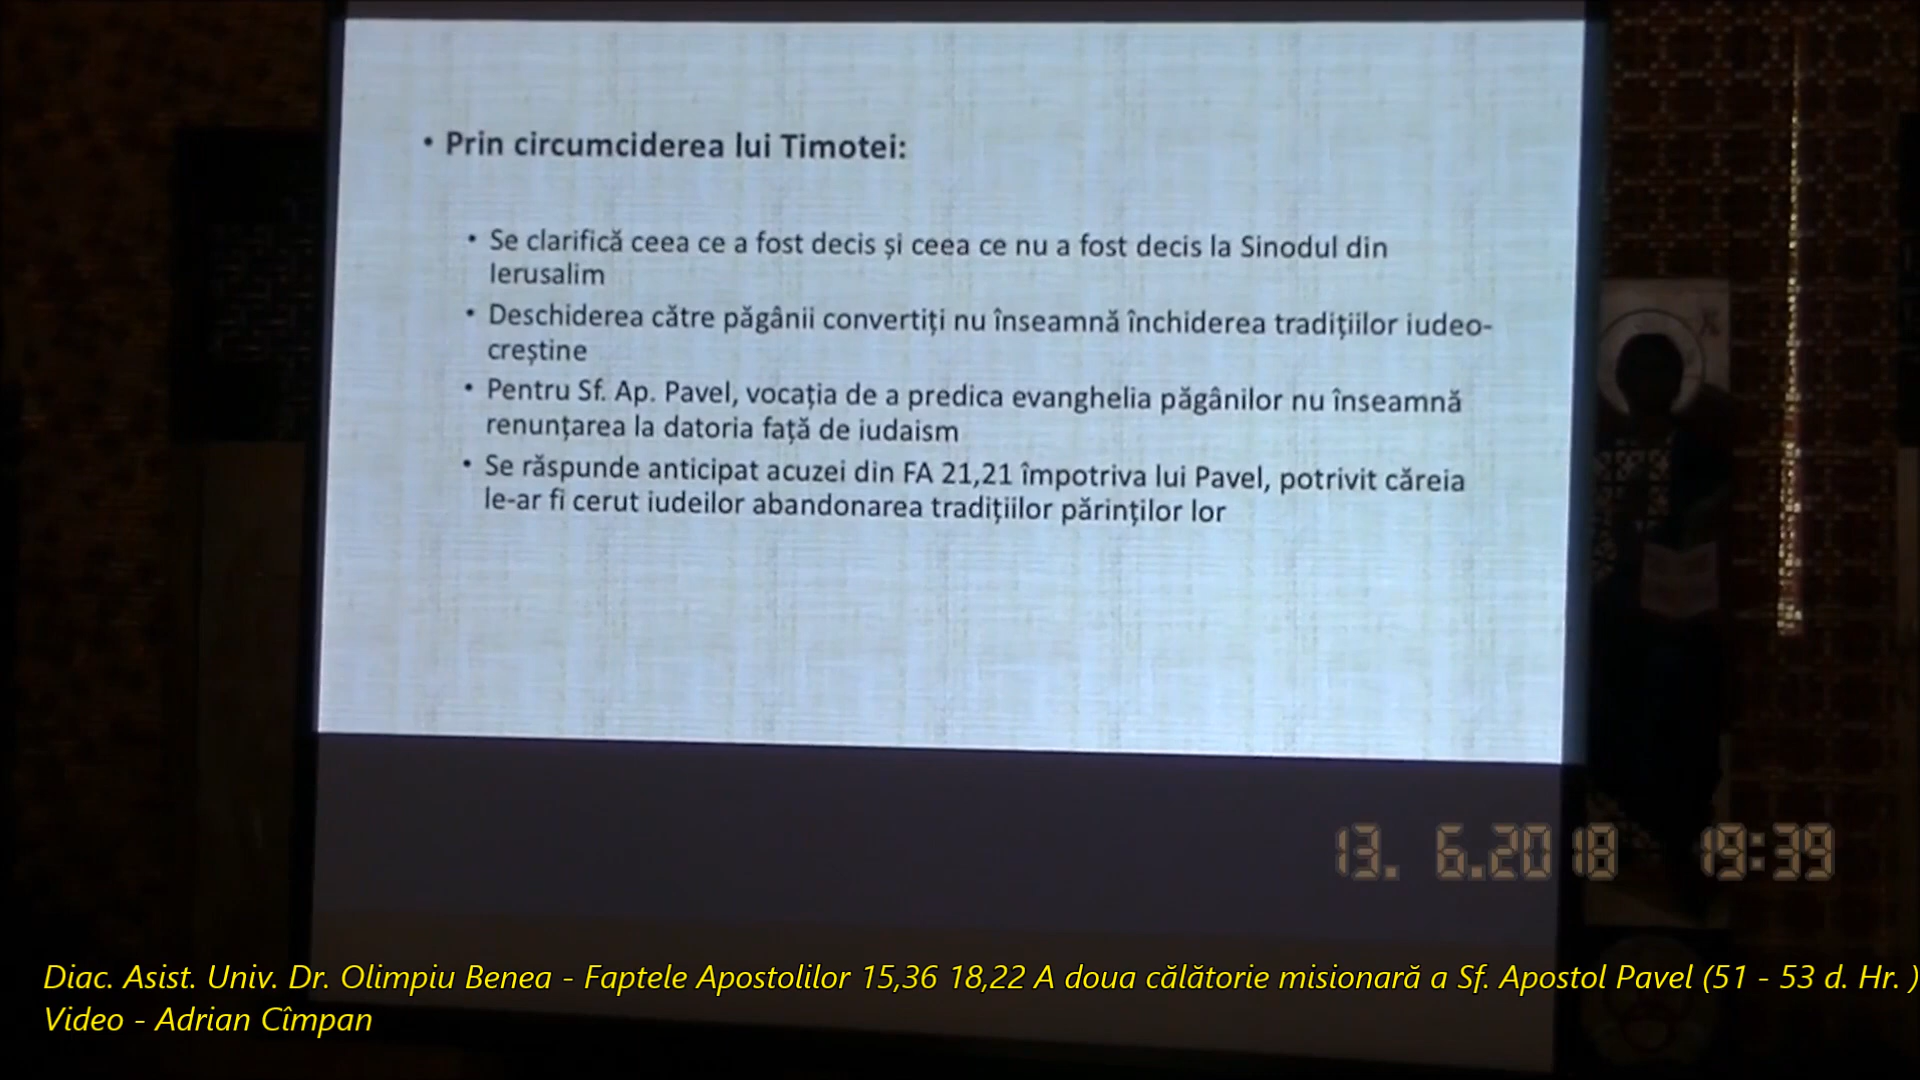 • Prin circumciderea lui Timotei:
• Se clarifică ceea ce a fost decis și ceea ce nu a fost decis la Sinodul din
Ierusalim
• Deschiderea către păgânii convertiți nu înseamnă închiderea tradițiilor iudeo-
creștine
• Pentru Sf. Ap. Pavel, vocația de a predica evanghelia păgânilor nu înseamnă
renunțarea la datoria față de iudaism
• Se răspunde anticipat acuzei din FA 21,21 împotriva lui Pavel, potrivit căreia
le-ar fi cerut iudeilor abandonarea tradițiilor părinților lor
13. 6.2018 19:39
Diac. Asist. Univ. Dr. Olimpiu Benea - Faptele Apostolilor 15,36 18,22 A doua călătorie misionară a Sf. Apostol Pavel (51 - 53 d. Hr. )
Video - Adrian Cîmpan